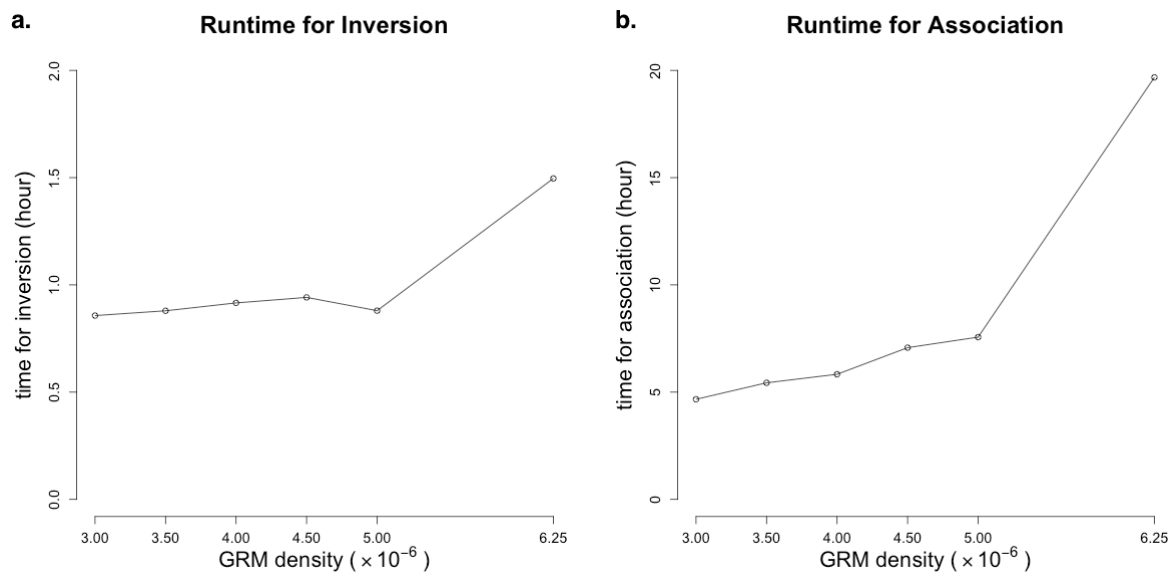 a.
Runtime for Inversion
time for inversion (hour)
2.0
1.5
1.0
0.5
0.0
3.00 3.50 4.00 4.50 5.00 6.25
GRM density ( × 10⁻⁶ )
b.
Runtime for Association
time for association (hour)
20
15
10
5
0
3.00 3.50 4.00 4.50 5.00 6.25
GRM density ( × 10⁻⁶ )